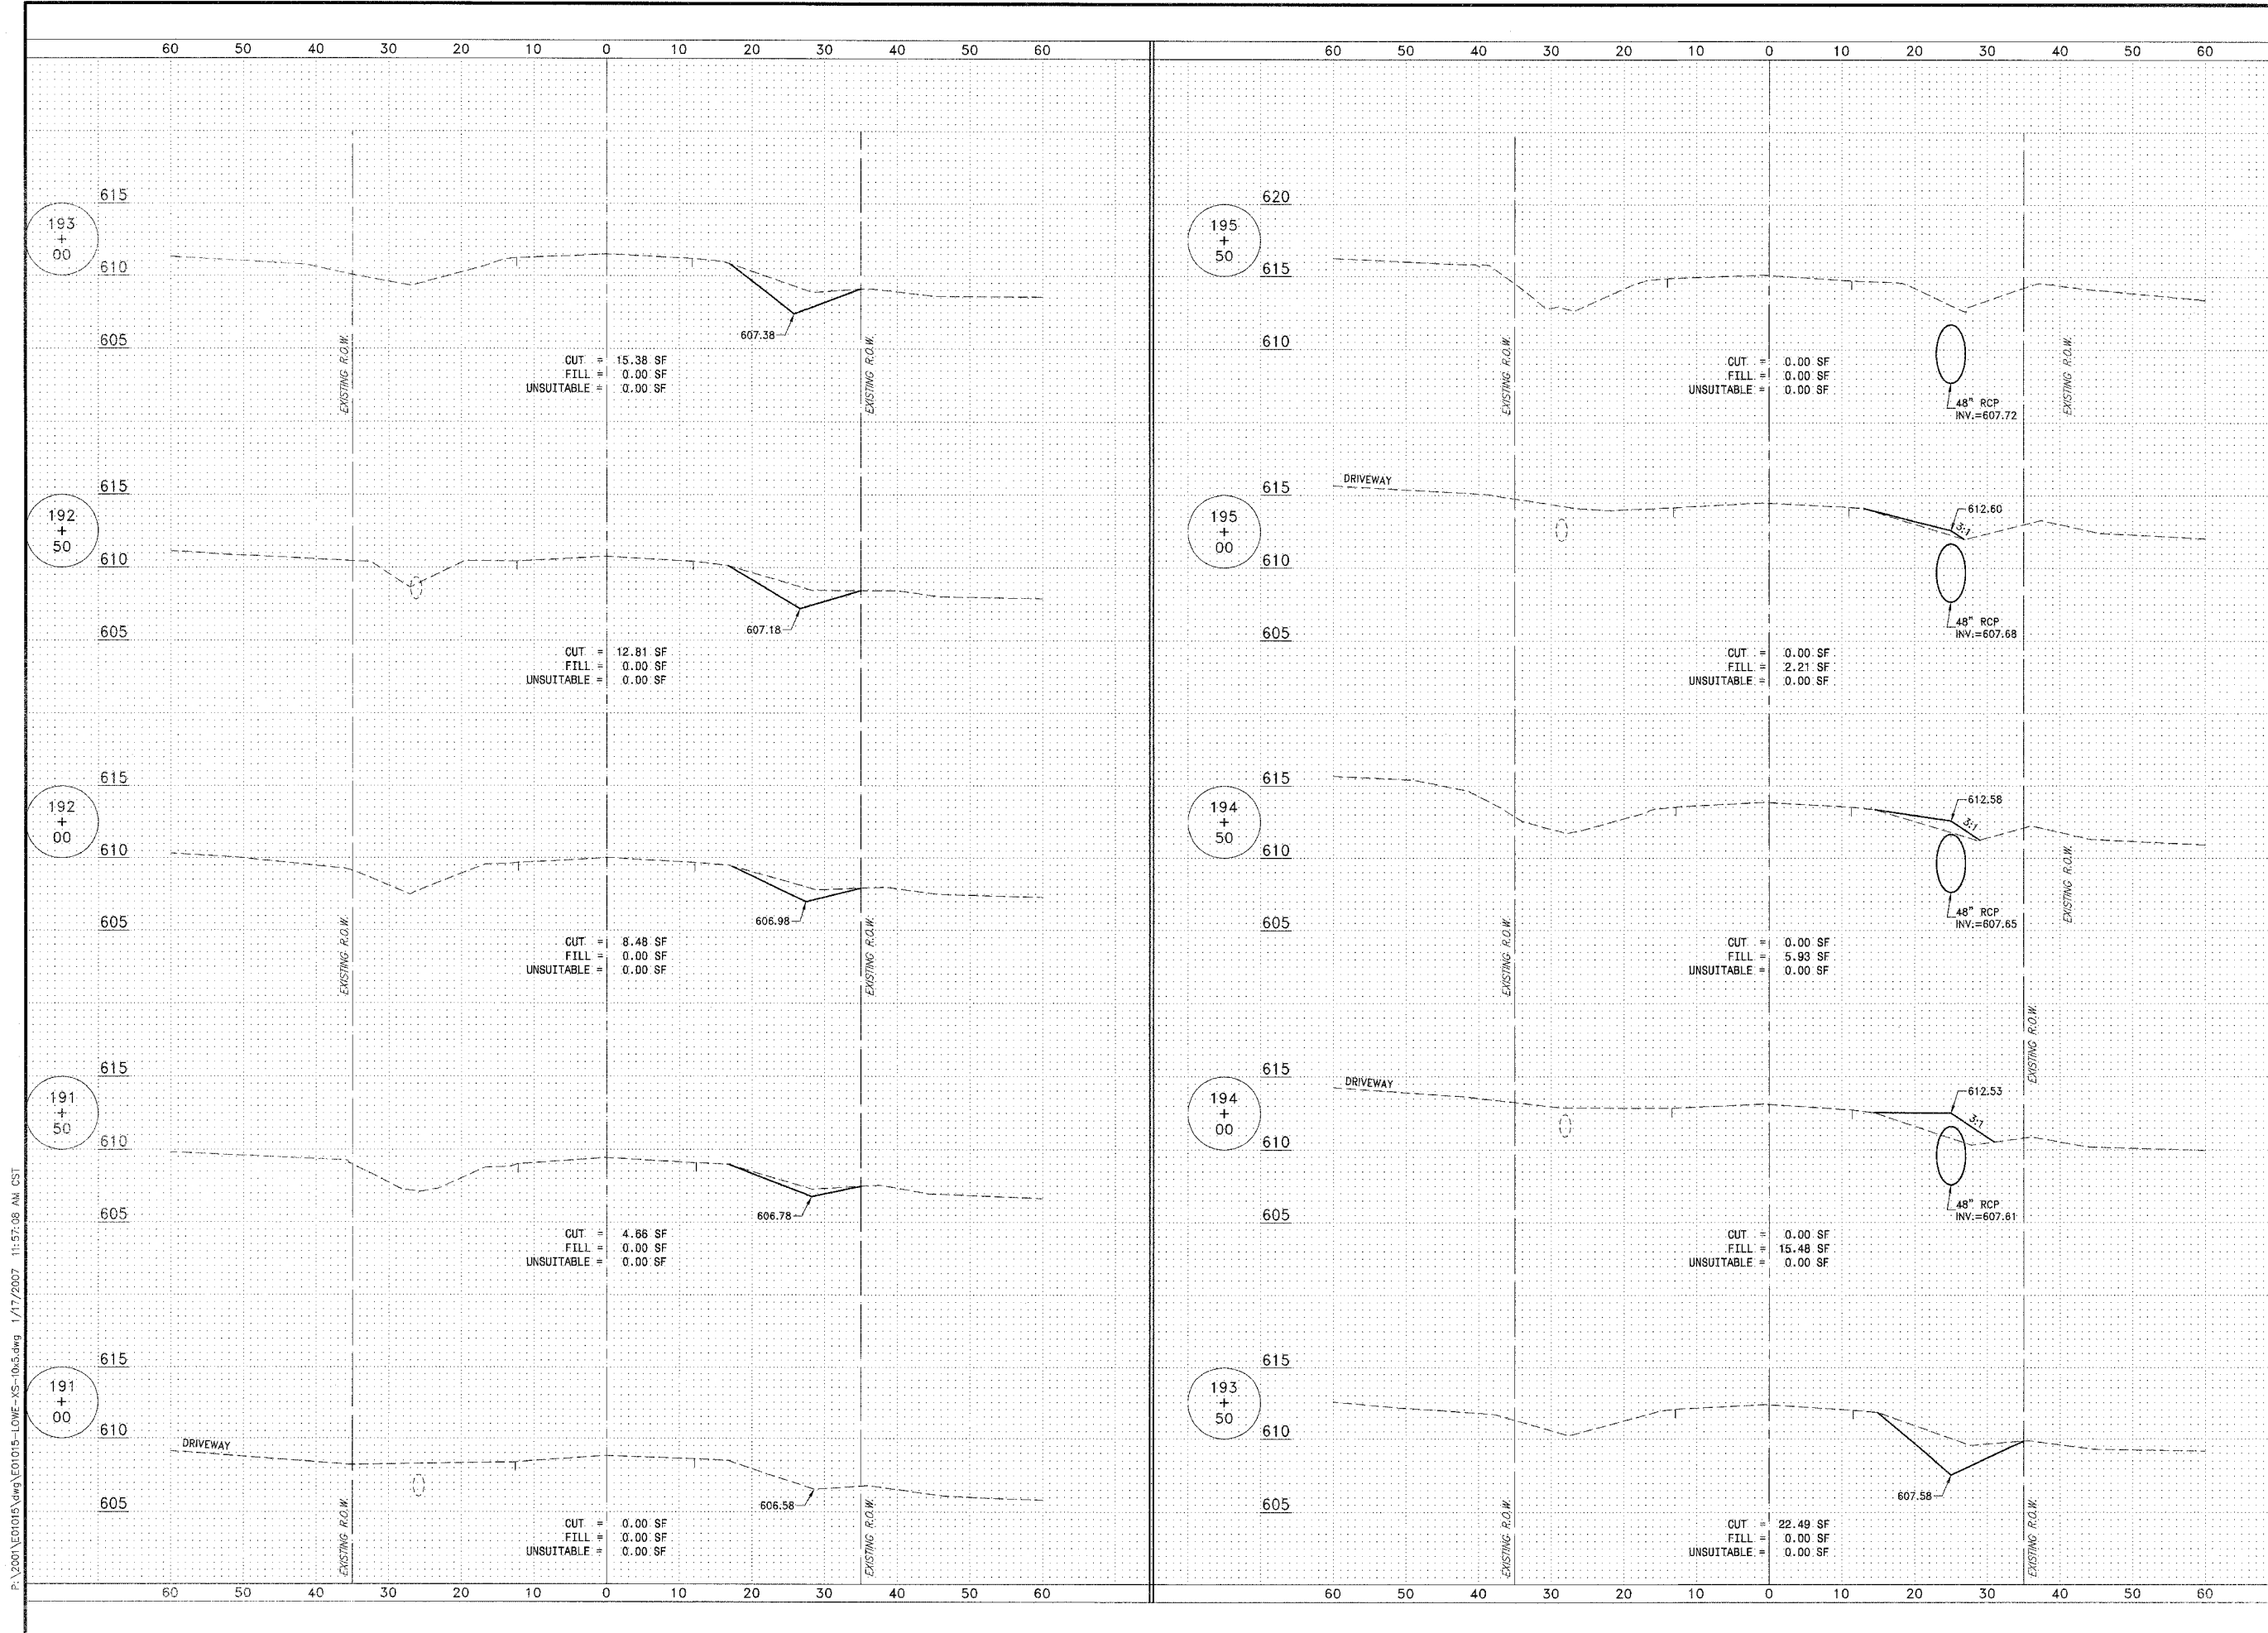 60 50 40 30 20 10 0 10 20 30 40 50 60
615
193
+
00
610
605
607.38
EXISTING R.O.W.
EXISTING R.O.W.
CUT = 15.38 SF
FILL = 0.00 SF
UNSUITABLE = 0.00 SF
615
192
+
50
610
605
607.18
CUT = 12.81 SF
FILL = 0.00 SF
UNSUITABLE = 0.00 SF
615
192
+
00
610
605
606.98
EXISTING R.O.W.
EXISTING R.O.W.
CUT = 8.48 SF
FILL = 0.00 SF
UNSUITABLE = 0.00 SF
615
191
+
50
610
605
606.78
CUT = 4.66 SF
FILL = 0.00 SF
UNSUITABLE = 0.00 SF
615
191
+
00
610
DRIVEWAY
605
606.58
EXISTING R.O.W.
EXISTING R.O.W.
CUT = 0.00 SF
FILL = 0.00 SF
UNSUITABLE = 0.00 SF
60 50 40 30 20 10 0 10 20 30 40 50 60
60 50 40 30 20 10 0 10 20 30 40 50 60
620
195
+
50
615
610
EXISTING R.O.W.
EXISTING R.O.W.
CUT = 0.00 SF
FILL = 0.00 SF
UNSUITABLE = 0.00 SF
48" RCP
INV.=607.72
DRIVEWAY
615
195
+
00
610
605
612.60
3:1
48" RCP
INV.=607.68
CUT = 0.00 SF
FILL = 2.21 SF
UNSUITABLE = 0.00 SF
615
194
+
50
610
605
612.58
3:1
48" RCP
INV.=607.65
EXISTING R.O.W.
EXISTING R.O.W.
CUT = 0.00 SF
FILL = 5.93 SF
UNSUITABLE = 0.00 SF
EXISTING R.O.W.
615
DRIVEWAY
194
+
00
610
605
612.53
3:1
48" RCP
INV.=607.61
CUT = 0.00 SF
FILL = 15.48 SF
UNSUITABLE = 0.00 SF
615
193
+
50
610
605
607.58
EXISTING R.O.W.
EXISTING R.O.W.
CUT = 22.49 SF
FILL = 0.00 SF
UNSUITABLE = 0.00 SF
60 50 40 30 20 10 0 10 20 30 40 50 60
P:\2001\E01015\dwg\E01015-LOWE-XS-10x5.dwg 1/17/2007 11:57:08 AM CST